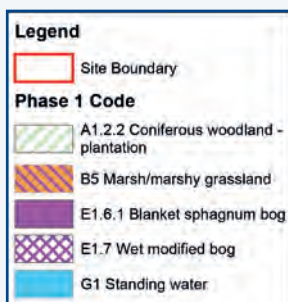 Legend
Site Boundary
Phase 1 Code
A1.2.2 Coniferous woodland -
plantation
B5 Marsh/marshy grassland
E1.6.1 Blanket sphagnum bog
E1.7 Wet modified bog
G1 Standing water